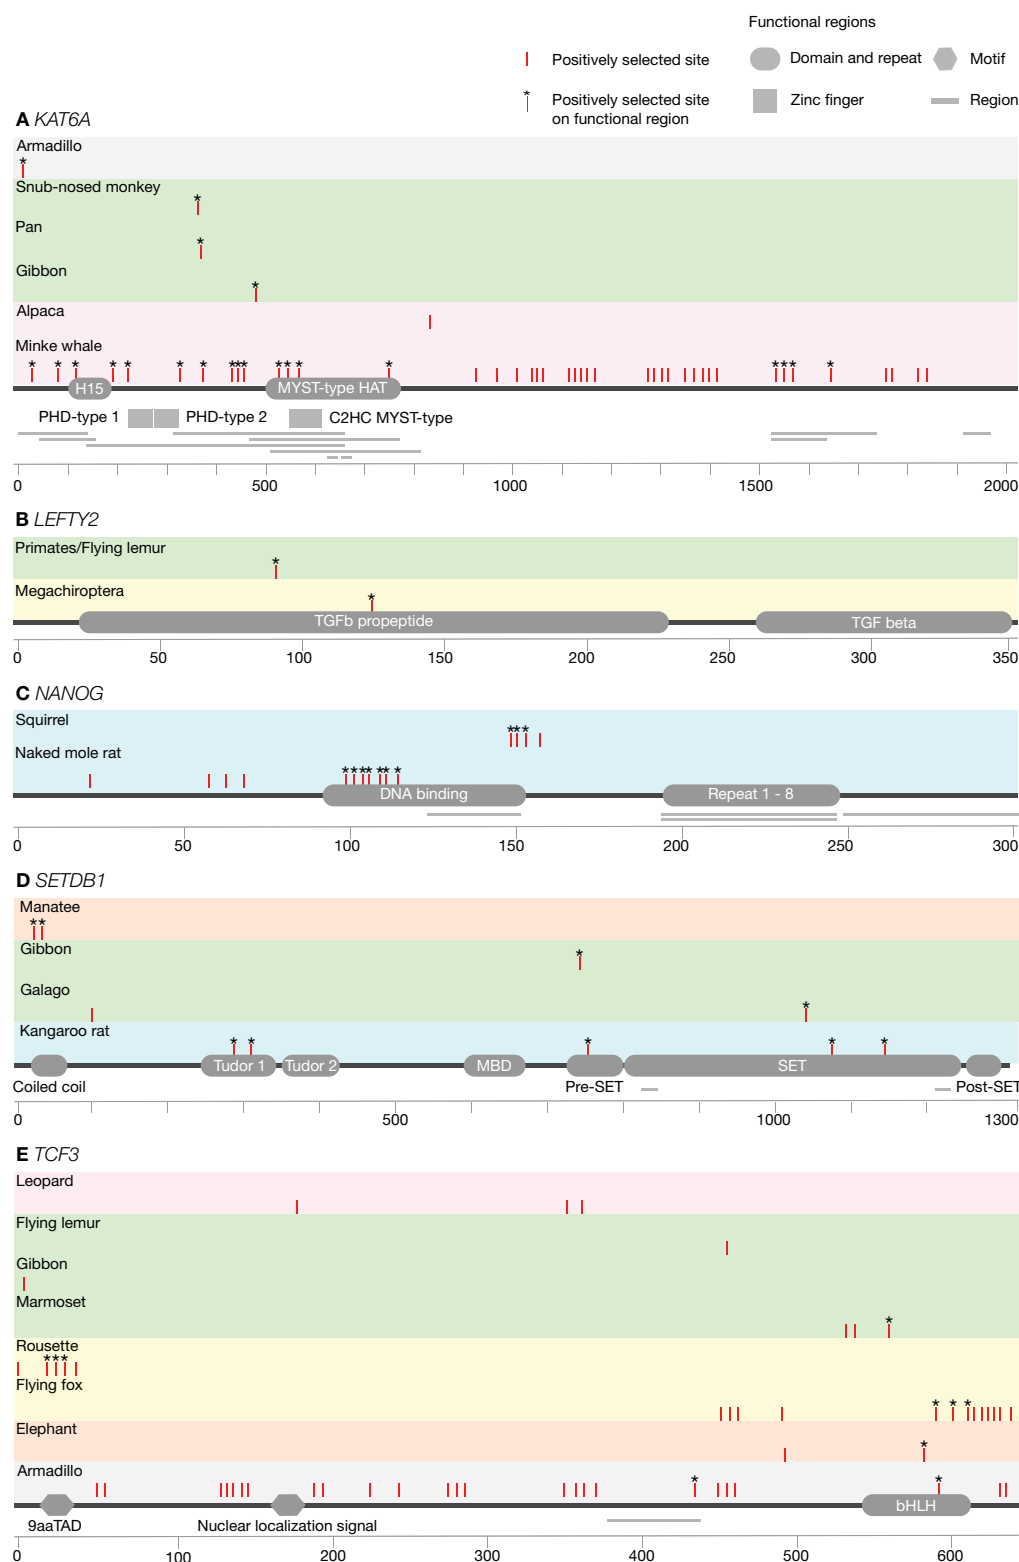 Functional regions
Positively selected site
Domain and repeat
Motif
* Positively selected site
on functional region
Zinc finger
Region
A KAT6A
Armadillo
*
Snub-nosed monkey
*
Pan
*
Gibbon
*
Alpaca
Minke whale
* * * * * * * * * * * * * * * * * *
H15
MYST-type HAT
PHD-type 1
PHD-type 2
C2HC MYST-type
0 500 1000 1500 2000
B LEFTY2
Primates/Flying lemur
*
Megachiroptera
*
TGFb propeptide
TGF beta
0 50 100 150 200 250 300 350
C NANOG
Squirrel
***
Naked mole rat
*******
DNA binding
Repeat 1 - 8
0 50 100 150 200 250 300
D SETDB1
Manatee
**
Gibbon
*
Galago
*
Kangaroo rat
* * * * *
Tudor 1
Tudor 2
MBD
SET
Coiled coil
Pre-SET
Post-SET
0 500 1000 1300
E TCF3
Leopard
Flying lemur
Gibbon
Marmoset
*
Rousette
***
Flying fox
* * *
Elephant
*
Armadillo
* *
bHLH
9aaTAD
Nuclear localization signal
0 100 200 300 400 500 600